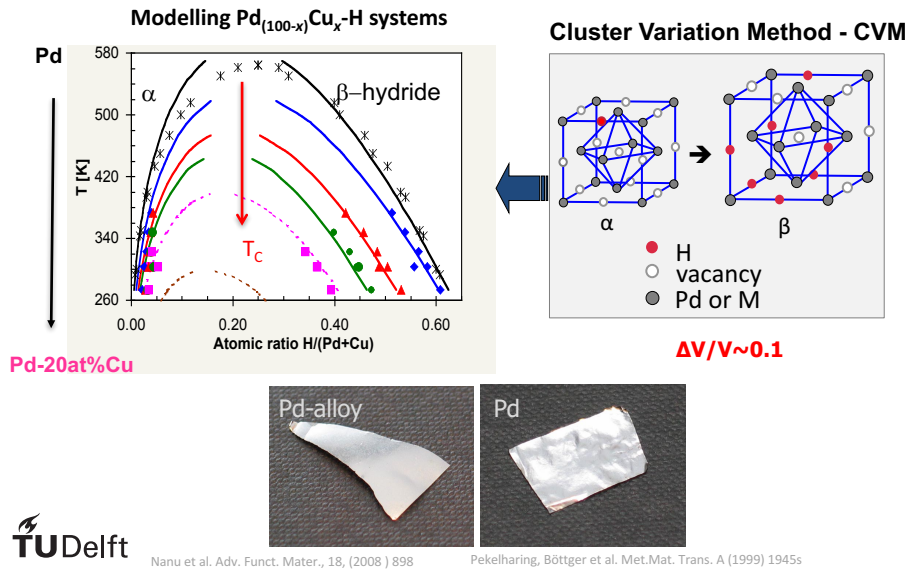 Modelling Pd(100-x)Cux-H systems
Cluster Variation Method - CVM
Pd
580
500
420
340
260
T [K]
α
β–hydride
TC
0.00
0.20
0.40
0.60
Atomic ratio H/(Pd+Cu)
Pd-20at%Cu
α
β
H
vacancy
Pd or M
ΔV/V~0.1
Pd-alloy
Pd
TUDelft
Nanu et al. Adv. Funct. Mater., 18, (2008 ) 898
Pekelharing, Böttger et al. Met.Mat. Trans. A (1999) 1945s